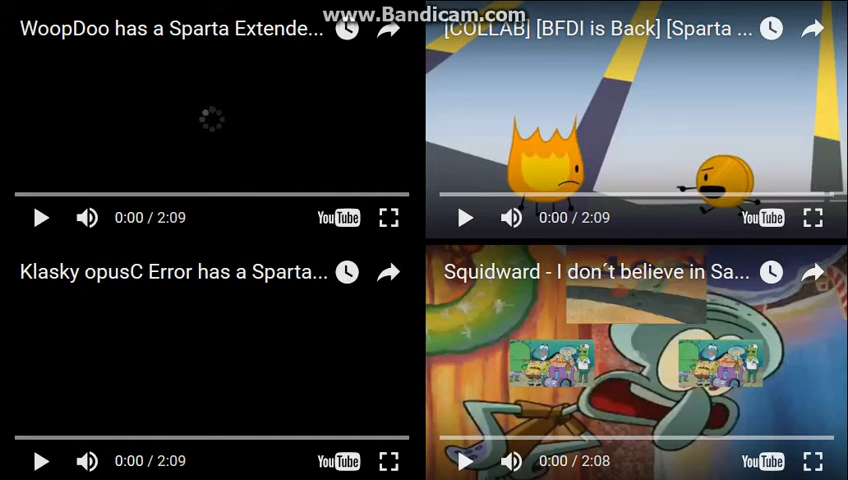 www.Bandicam.com
WoopDoo has a Sparta Extende...
[COLLAB] [BFDI is Back] [Sparta ...
0:00 / 2:09
YouTube
0:00 / 2:09
YouTube
Klasky opusC Error has a Sparta...
Squidward - I don´t believe in Sa...
0:00 / 2:09
YouTube
0:00 / 2:08
YouTube